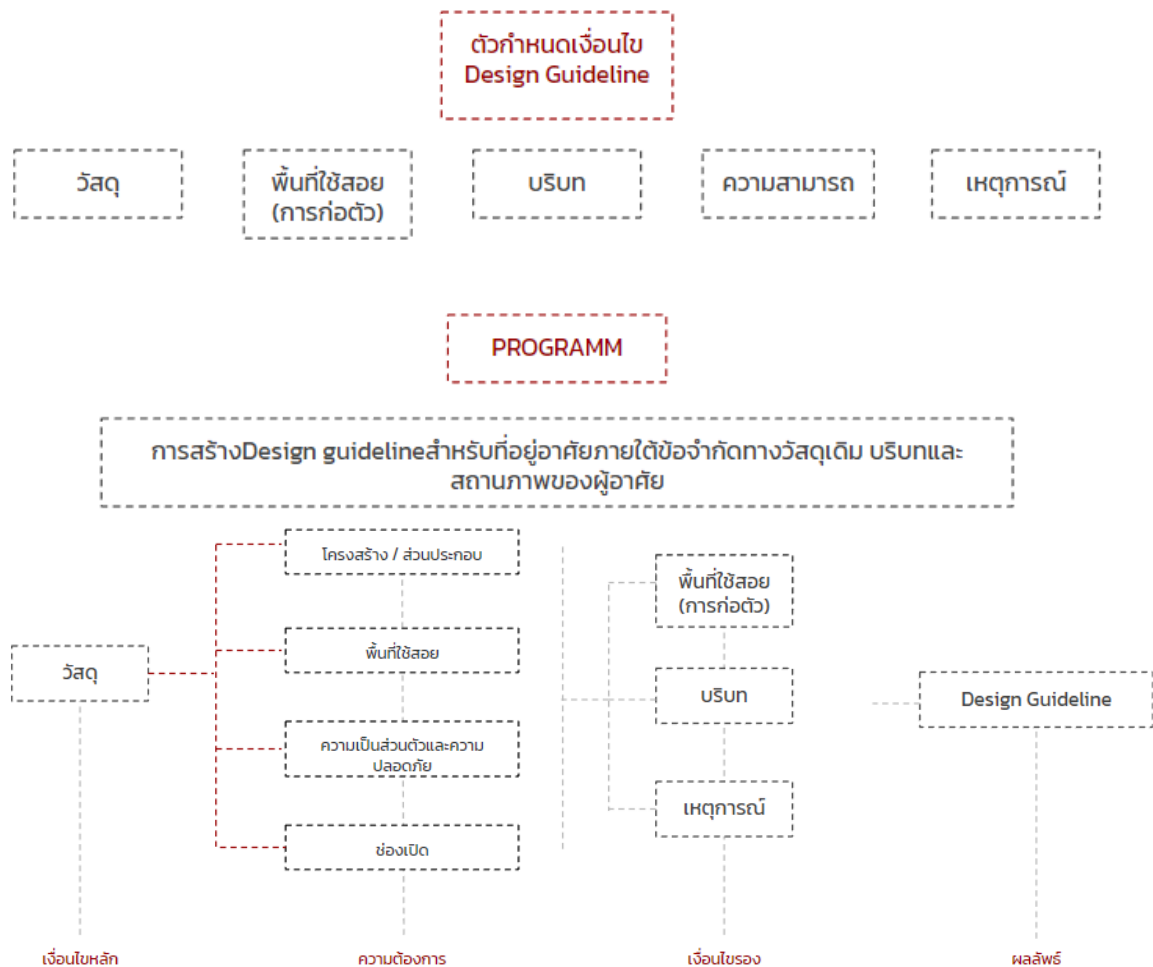 ตัวกำหนดเงื่อนไข
Design Guideline
วัสดุ
พื้นที่ใช้สอย
(การก่อตัว)
บริบท
ความสามารถ
เหตุการณ์
PROGRAMM
การสร้างDesign guidelineสำหรับที่อยู่อาศัยภายใต้ข้อจำกัดทางวัสดุเดิม บริบทและ
สถานภาพของผู้อาศัย
วัสดุ
โครงสร้าง / ส่วนประกอบ
พื้นที่ใช้สอย
ความเป็นส่วนตัวและความ
ปลอดภัย
ช่องเปิด
พื้นที่ใช้สอย
(การก่อตัว)
บริบท
เหตุการณ์
Design Guideline
เงื่อนไขหลัก
ความต้องการ
เงื่อนไขรอง
ผลลัพธ์